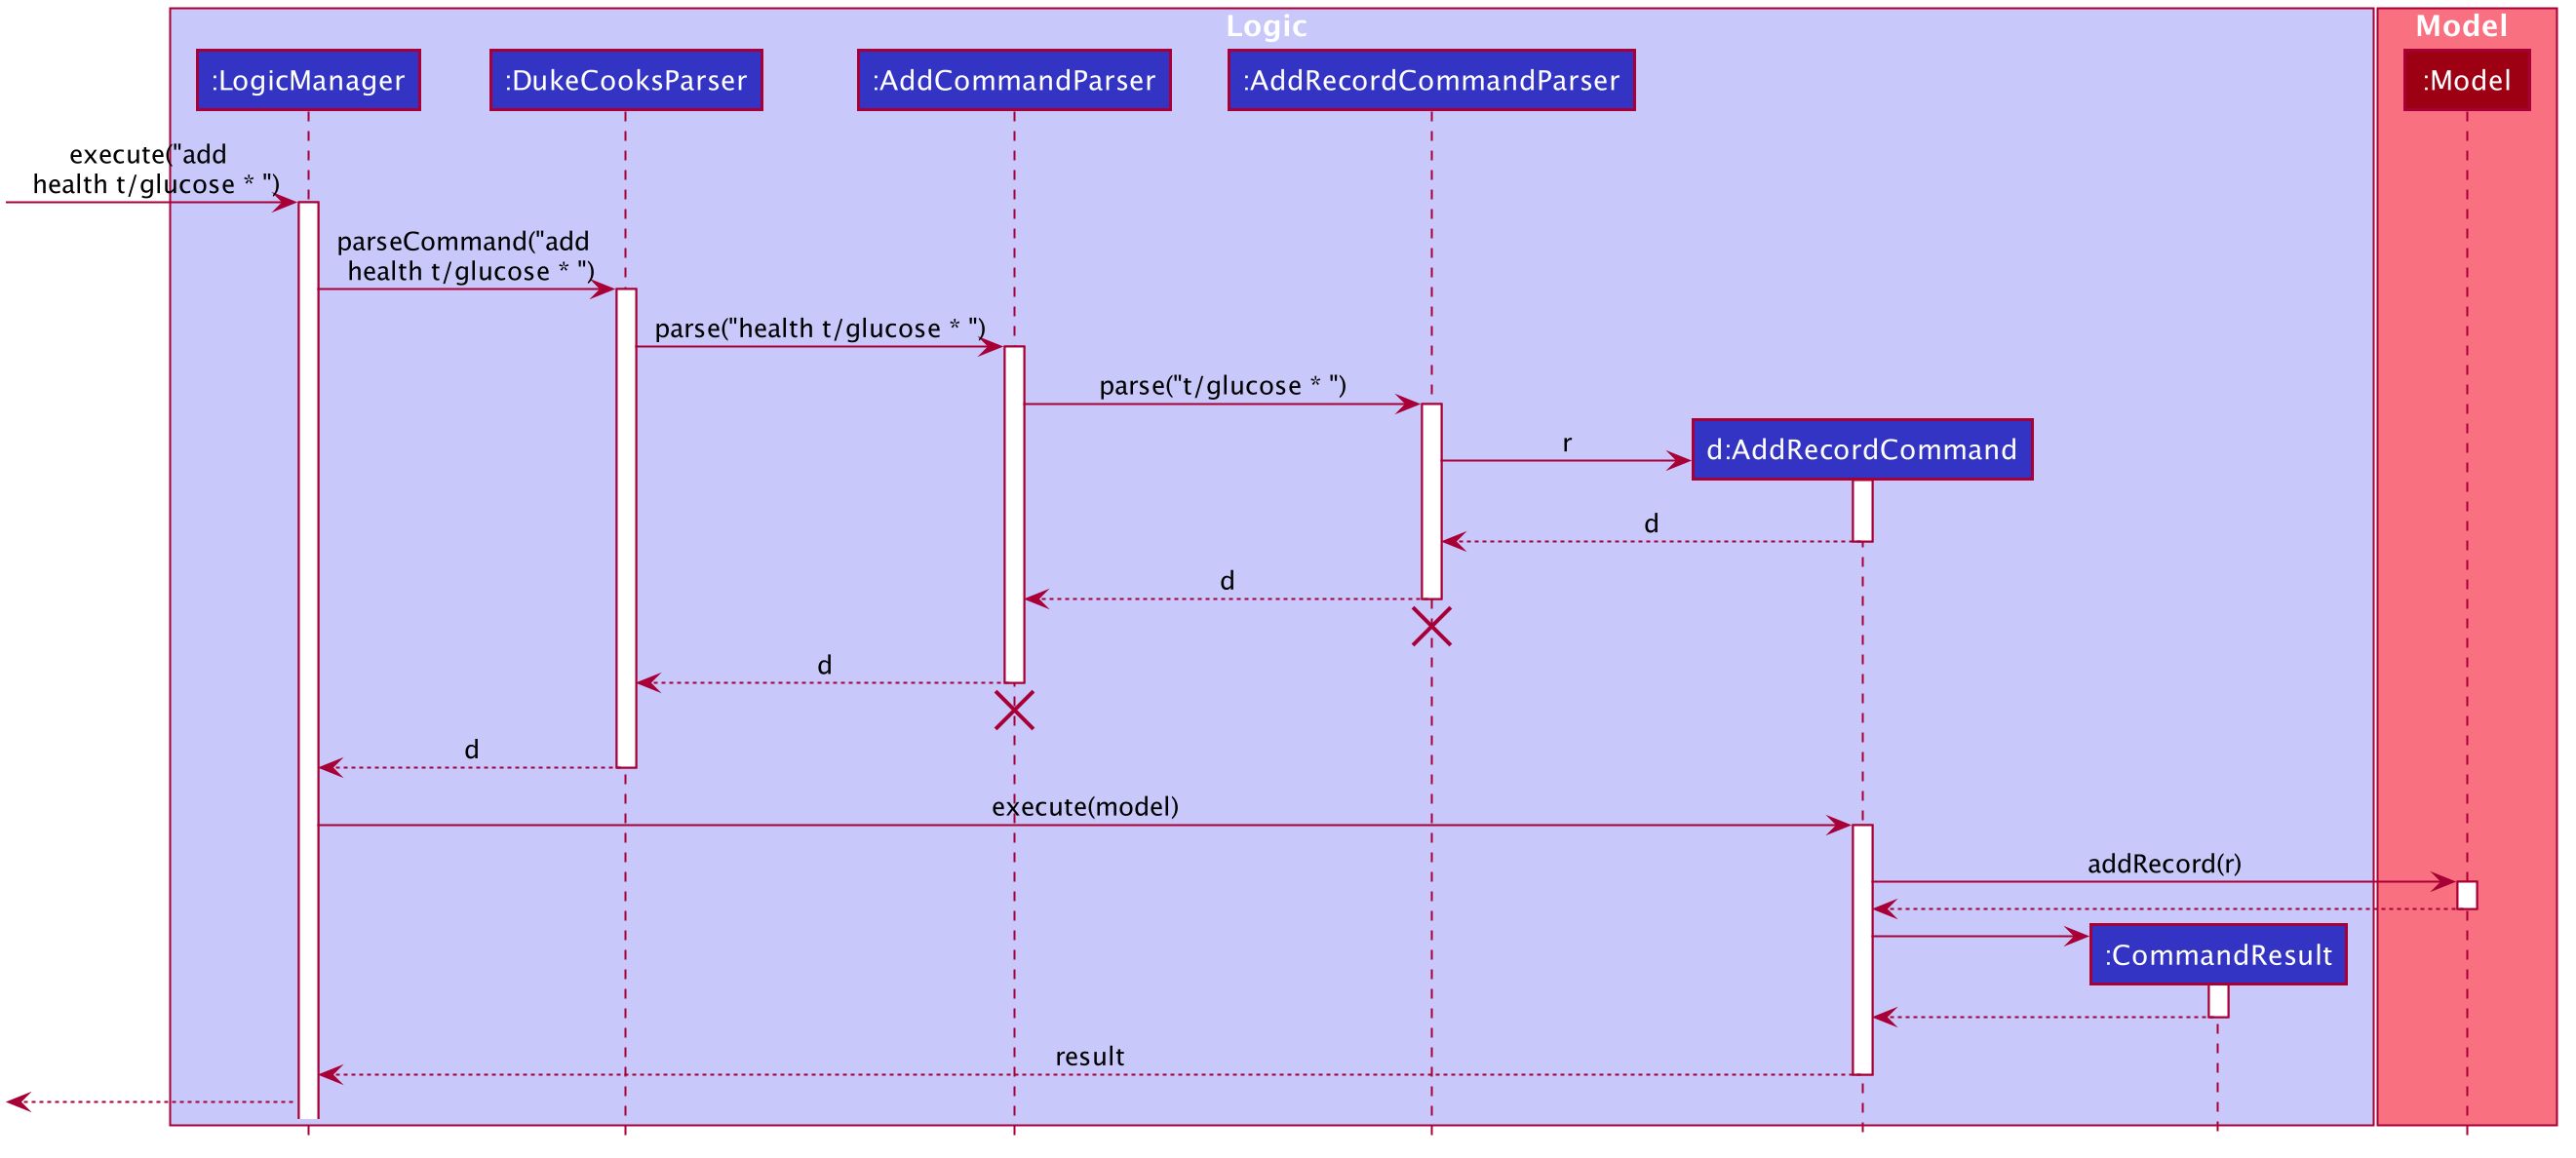 Logic
Model
:LogicManager
:DukeCooksParser
:AddCommandParser
:AddRecordCommandParser
:Model
execute("add
health t/glucose * ")
parseCommand("add
health t/glucose * ")
parse("health t/glucose * ")
parse("t/glucose * ")
r
d:AddRecordCommand
d
d
d
d
execute(model)
addRecord(r)
:CommandResult
result